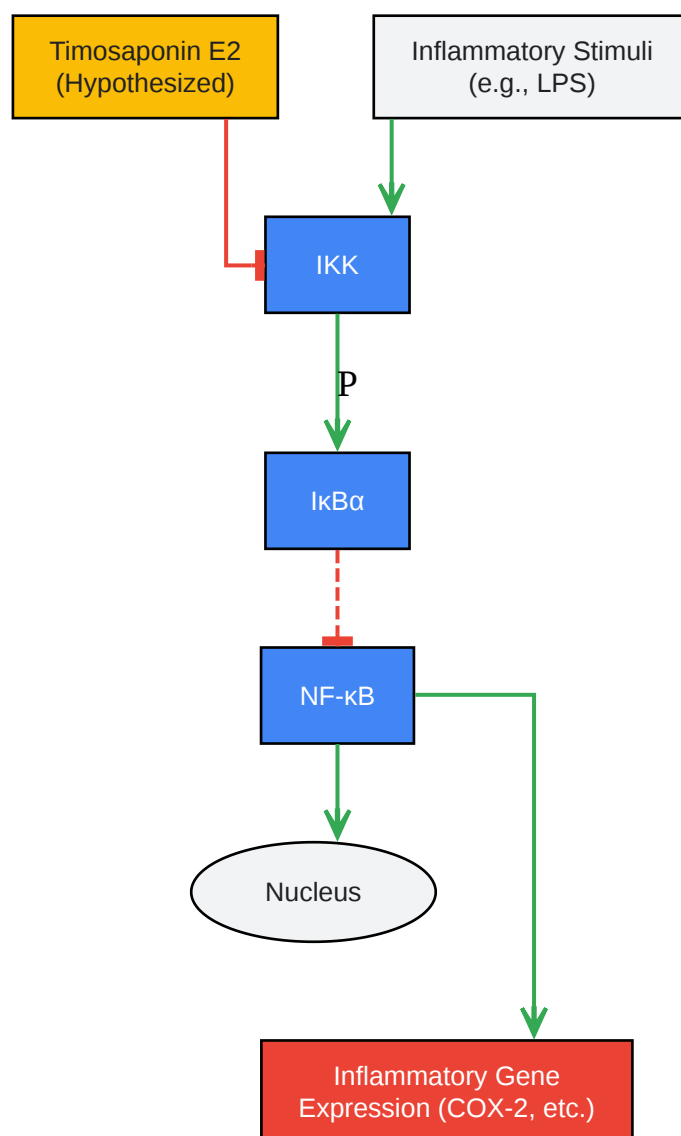 Timosaponin E2
(Hypothesized)
Inflammatory Stimuli
(e.g., LPS)
IKK
P
IκBα
NF-κB
Nucleus
Inflammatory Gene
Expression (COX-2, etc.)